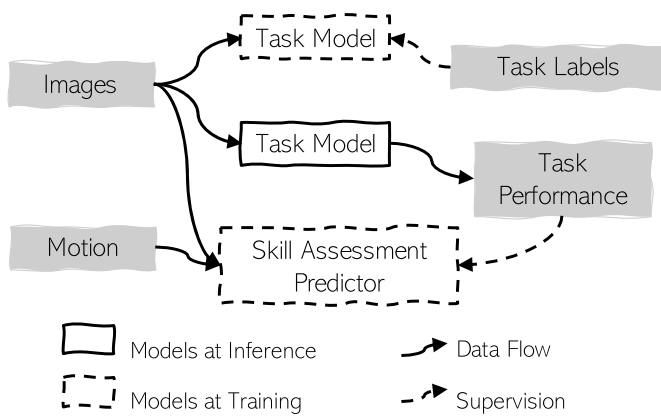 Task Model
Task Labels
Images
Task Model
Task
Performance
Motion
Skill Assessment
Predictor
Models at Inference
Data Flow
Models at Training
Supervision